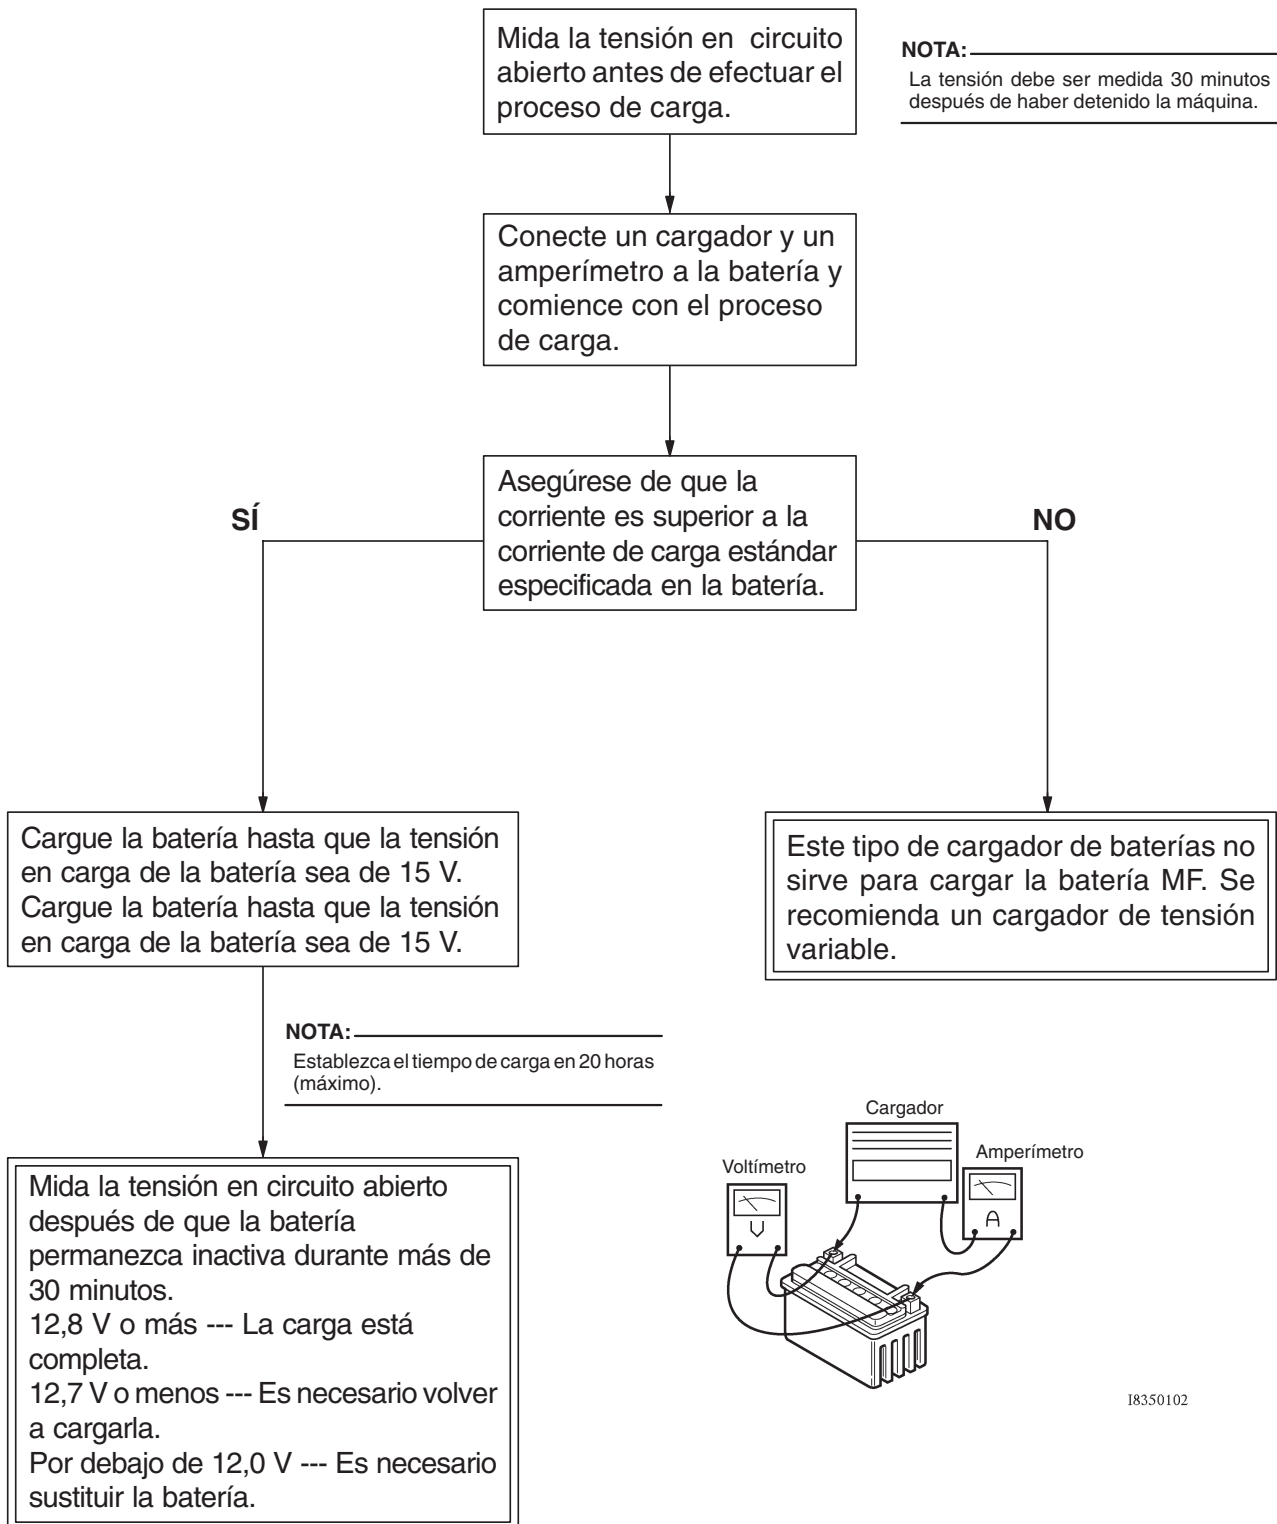 Mida la tensión en circuito
abierto antes de efectuar el
proceso de carga.
NOTA:
La tensión debe ser medida 30 minutos
después de haber detenido la máquina.
Conecte un cargador y un
amperímetro a la batería y
comience con el proceso
de carga.
Asegúrese de que la
corriente es superior a la
corriente de carga estándar
especificada en la batería.
SÍ
NO
Cargue la batería hasta que la tensión
en carga de la batería sea de 15 V.
Cargue la batería hasta que la tensión
en carga de la batería sea de 15 V.
Este tipo de cargador de baterías no
sirve para cargar la batería MF. Se
recomienda un cargador de tensión
variable.
NOTA:
Establezca el tiempo de carga en 20 horas
(máximo).
Mida la tensión en circuito abierto
después de que la batería
permanezca inactiva durante más de
30 minutos.
12,8 V o más --- La carga está
completa.
12,7 V o menos --- Es necesario volver
a cargarla.
Por debajo de 12,0 V --- Es necesario
sustituir la batería.
Cargador
Amperímetro
Voltímetro
V
A
I8350102